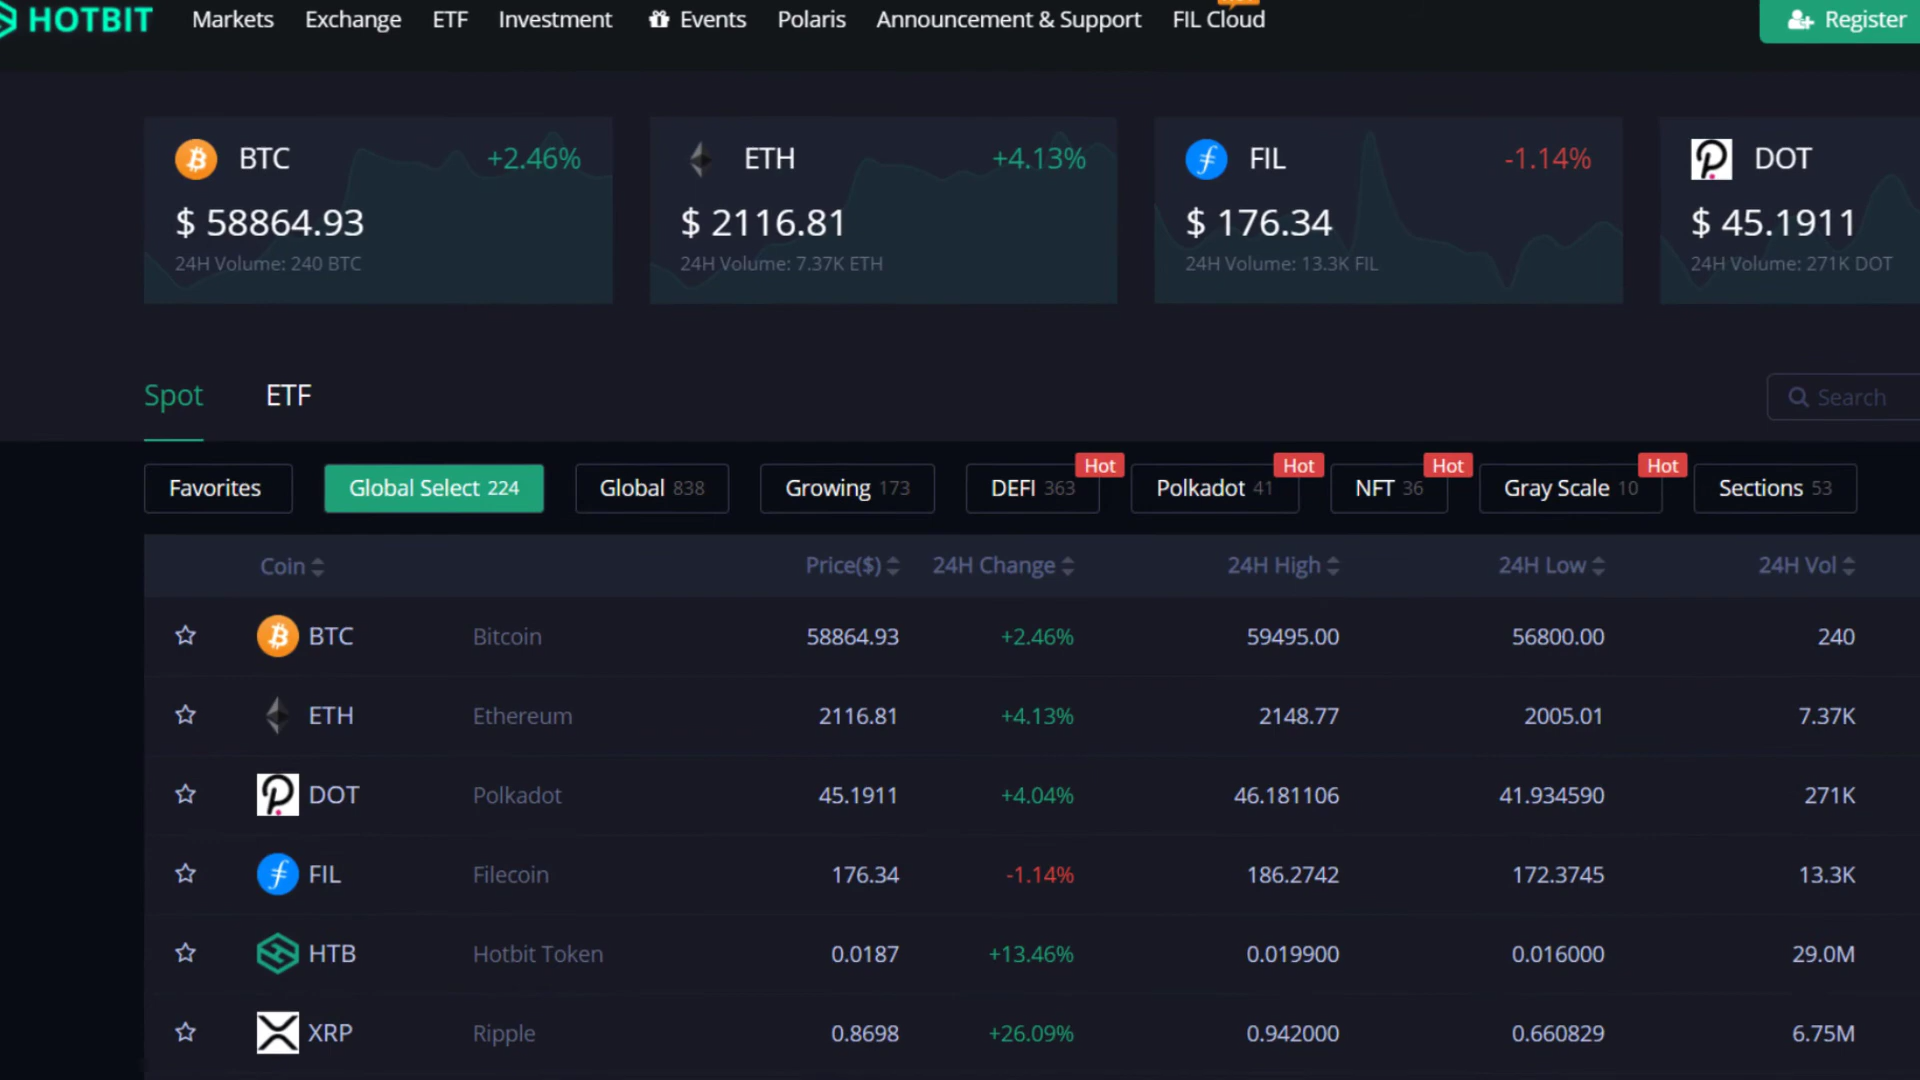 HOTBIT Markets Exchange ETF Investment Events Polaris Announcement & Support FIL Cloud Register
BTC +2.46%
$ 58864.93
24H Volume: 240 BTC
ETH +4.13%
$ 2116.81
24H Volume: 7.37K ETH
FIL -1.14%
$ 176.34
24H Volume: 13.3K FIL
DOT
$ 45.1911
24H Volume: 271K DOT
Spot ETF Search
Favorites Global Select 224 Global 838 Growing 173 DEFI 363 Hot Polkadot 41 Hot NFT 36 Hot Gray Scale 10 Hot Sections 53
Coin Price($) 24H Change 24H High 24H Low 24H Vol
BTC Bitcoin 58864.93 +2.46% 59495.00 56800.00 240
ETH Ethereum 2116.81 +4.13% 2148.77 2005.01 7.37K
DOT Polkadot 45.1911 +4.04% 46.181106 41.934590 271K
FIL Filecoin 176.34 -1.14% 186.2742 172.3745 13.3K
HTB Hotbit Token 0.0187 +13.46% 0.019900 0.016000 29.0M
XRP Ripple 0.8698 +26.09% 0.942000 0.660829 6.75M